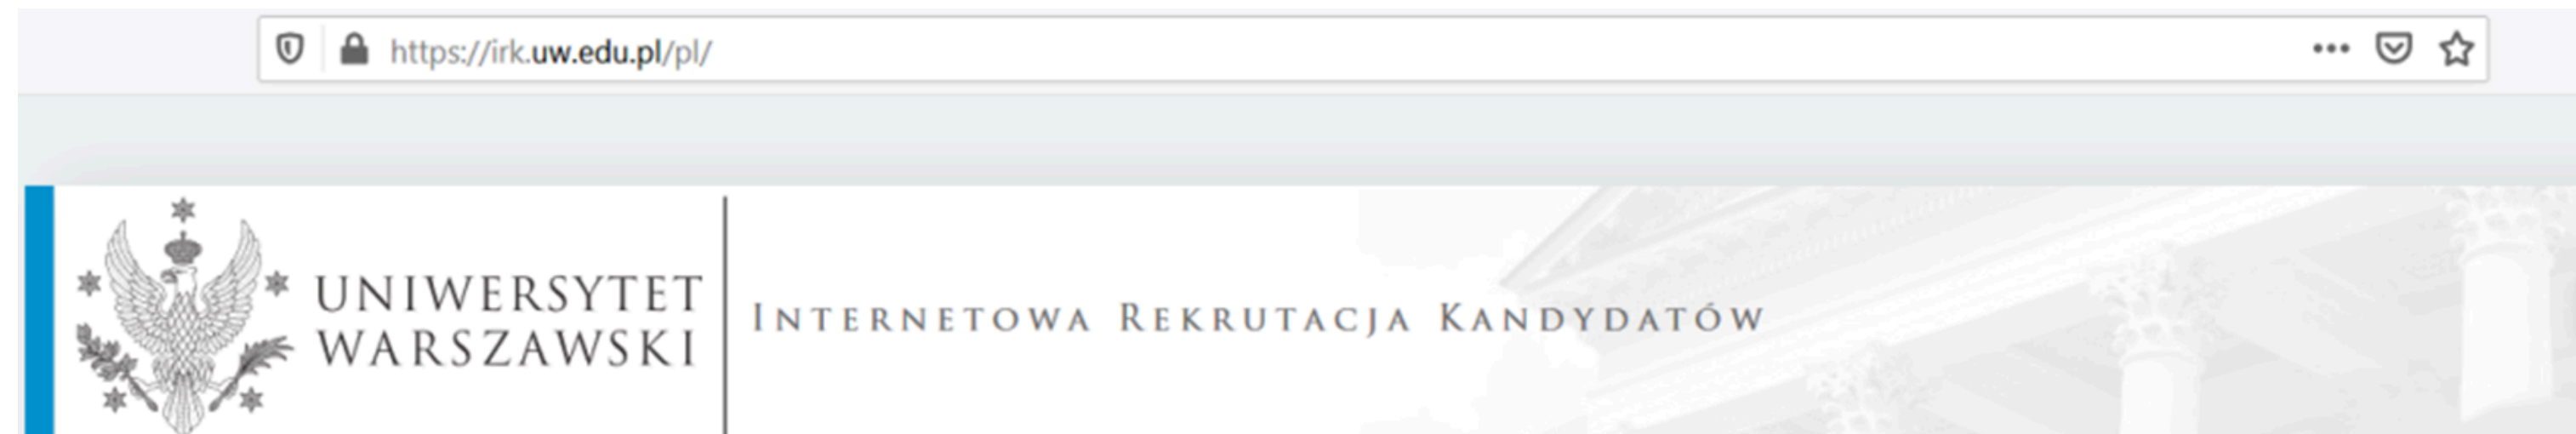 https://irk.uw.edu.pl/pl/
UNIWERSYTET
WARSZAWSKI
INTERNETOWA REKRUTACJA KANDYDATÓW